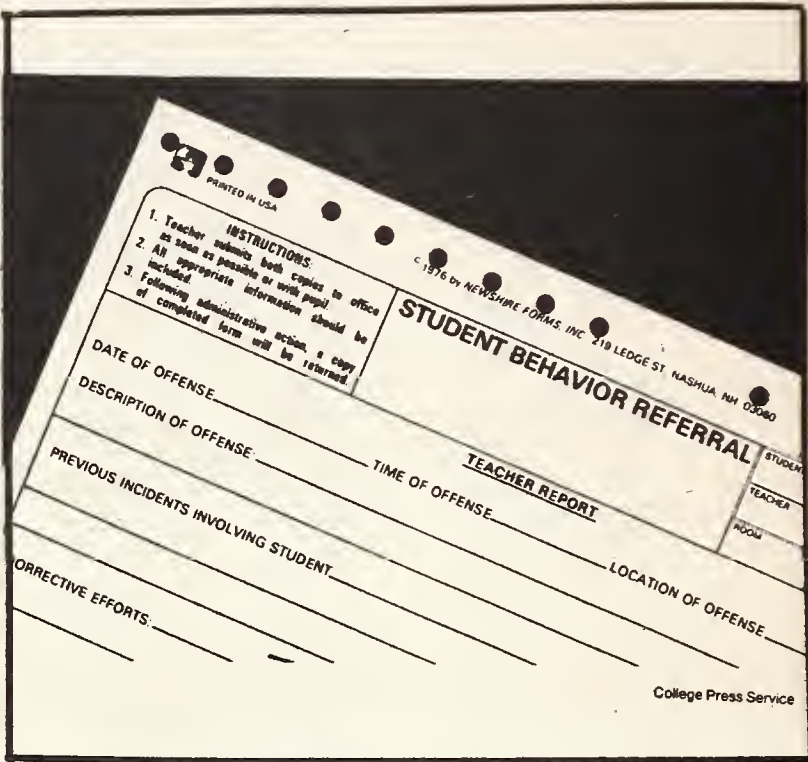 PRINTED IN USA
c 1976 by NEWSHIRE FORMS, INC 219 LEDGE ST. NASHUA, NH 03060
INSTRUCTIONS:
1. Teacher submits both copies to office
as soon as possible or with pupil.
2. All appropriate information should be
included.
3. Following administrative action, a copy
of completed form will be returned.
STUDENT BEHAVIOR REFERRAL
TEACHER REPORT
STUDENT
TEACHER
ROOM
DATE OF OFFENSE TIME OF OFFENSE LOCATION OF OFFENSE
DESCRIPTION OF OFFENSE:
PREVIOUS INCIDENTS INVOLVING STUDENT
ORRECTIVE EFFORTS:
College Press Service